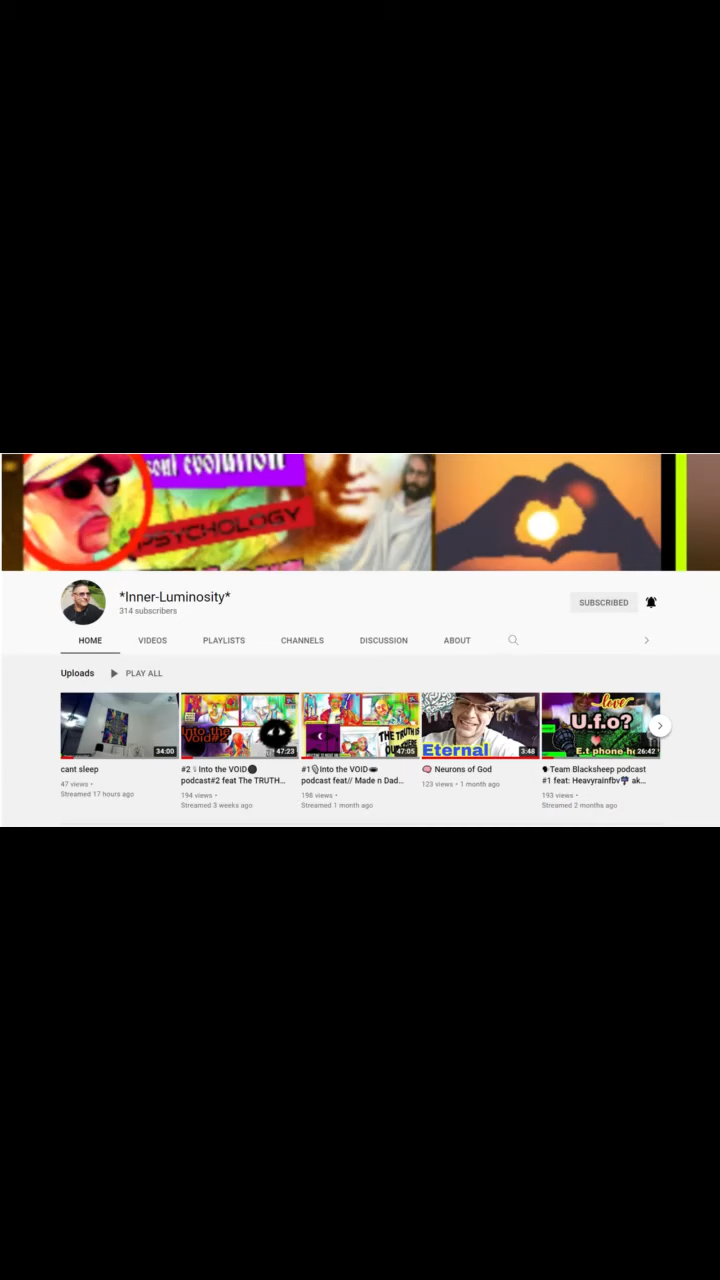 soul evolution
PSYCHOLOGY
*Inner-Luminosity*
314 subscribers
SUBSCRIBED
HOME VIDEOS PLAYLISTS CHANNELS DISCUSSION ABOUT
Uploads PLAY ALL
34:00
Into the
Void#2
47:23
THE TRUTH IS
47:05
Eternal
3:48
love
U.f.o?
E.t phone
26:42
cant sleep
47 views •
Streamed 17 hours ago
#2 Into the VOID
podcast#2 feat The TRUTH...
194 views •
Streamed 3 weeks ago
#1 Into the VOID
podcast feat// Made n Dad...
198 views •
Streamed 1 month ago
🧠 Neurons of God
123 views • 1 month ago
🗣Team Blacksheep podcast
#1 feat: Heavyrainfbv ak...
193 views •
Streamed 2 months ago